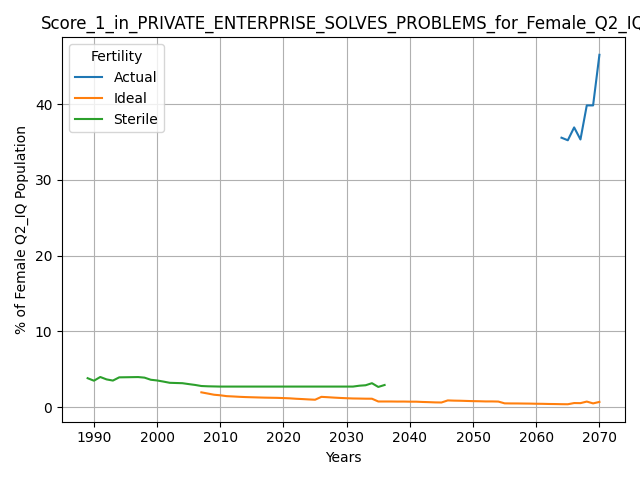 Score_1_in_PRIVATE_ENTERPRISE_SOLVES_PROBLEMS_for_Female_Q2_IQ
Fertility
Actual
Ideal
Sterile
% of Female Q2_IQ Population
40
30
20
10
0
1990 2000 2010 2020 2030 2040 2050 2060 2070
Years